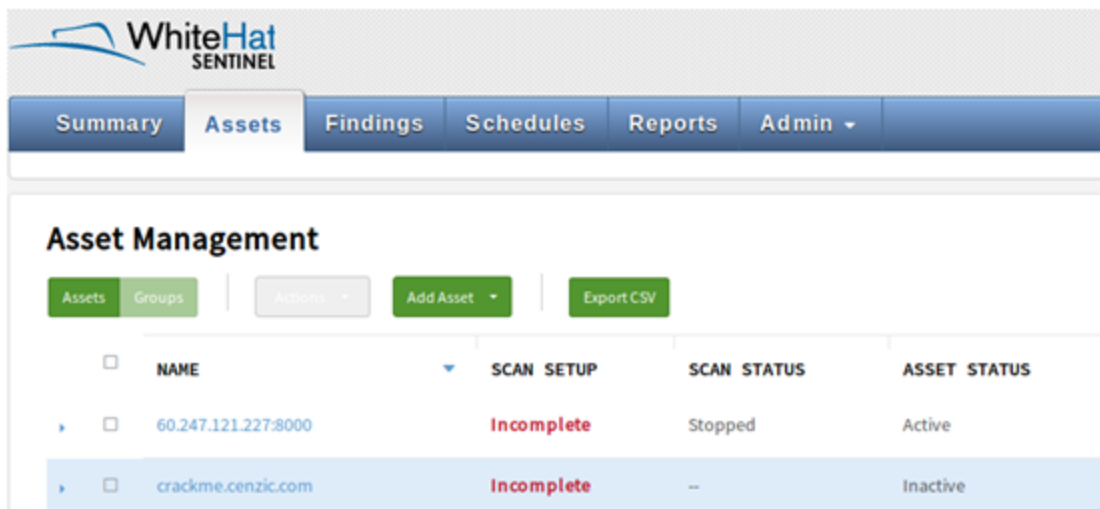 WhiteHat
SENTINEL
Summary Assets Findings Schedules Reports Admin
Asset Management
Assets Groups Actions Add Asset Export CSV
NAME SCAN SETUP SCAN STATUS ASSET STATUS
60.247.121.227:8000 Incomplete Stopped Active
crackme.cenzic.com Incomplete -- Inactive